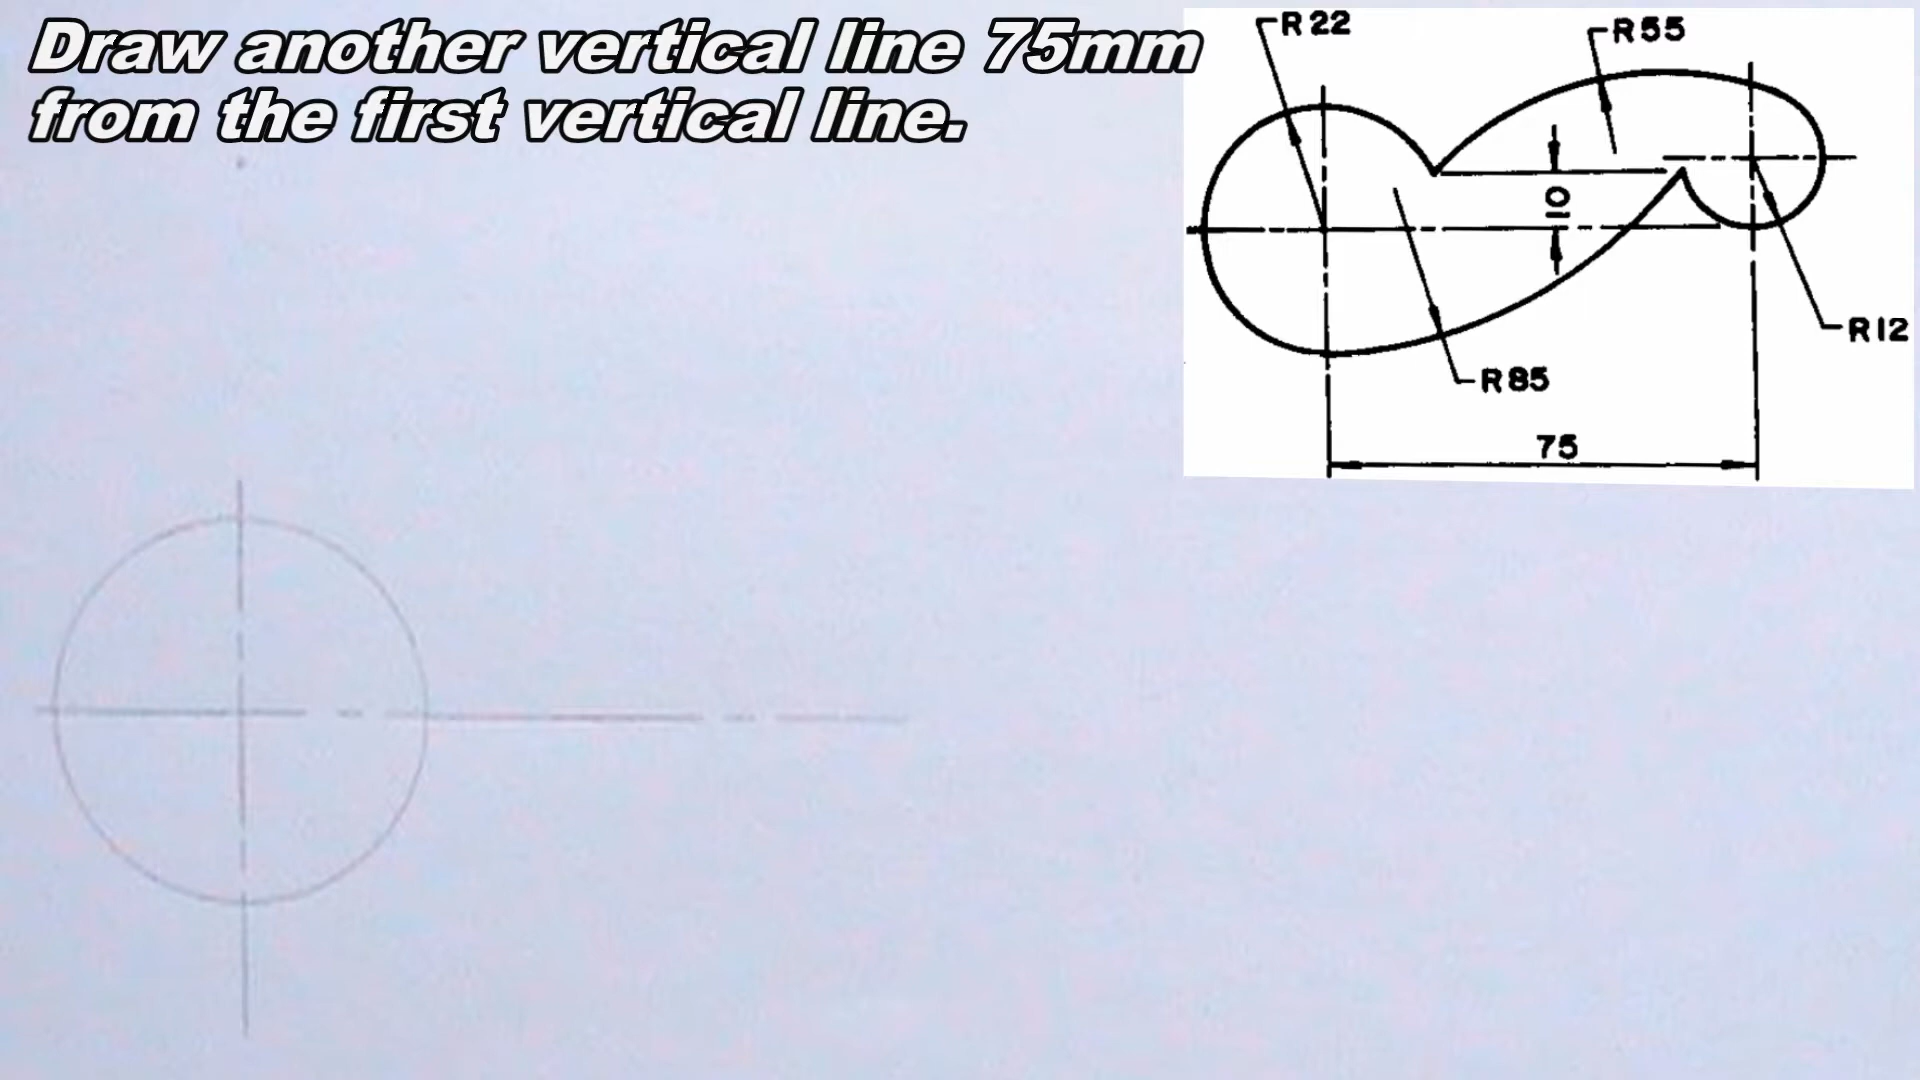 Draw another vertical line 75mm
from the first vertical line.
R22
R55
10
R12
R85
75